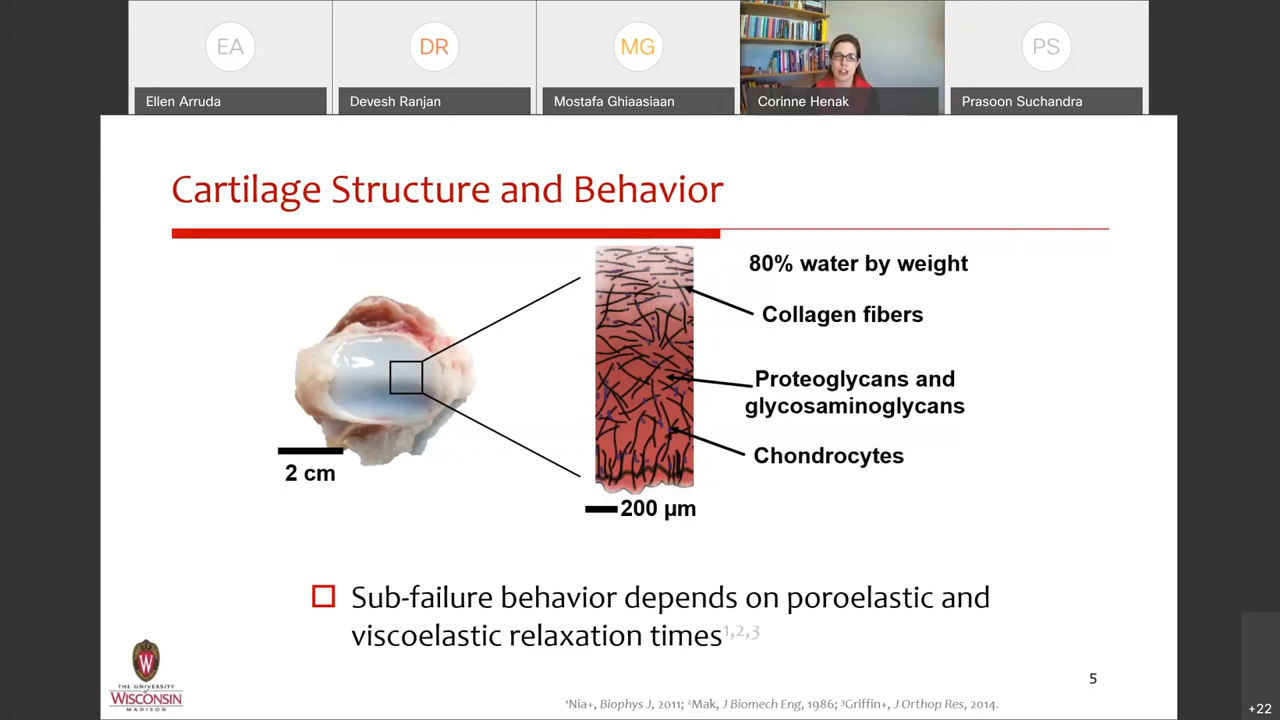 EA
DR
MG
PS
Ellen Arruda
Devesh Ranjan
Mostafa Ghiaasiaan
Corinne Henak
Prasoon Suchandra
Cartilage Structure and Behavior
80% water by weight
Collagen fibers
Proteoglycans and
glycosaminoglycans
Chondrocytes
2 cm
200 µm
Sub-failure behavior depends on poroelastic and
viscoelastic relaxation times1,2,3
W
THE UNIVERSITY
of
WISCONSIN
MADISON
5
¹Nia+, Biophys J, 2011; ²Mak, J Biomech Eng, 1986; ³Griffin+, J Orthop Res, 2014.
+22